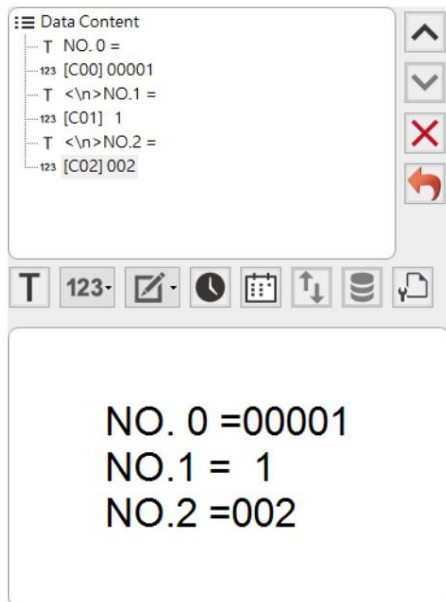 Data Content
T NO. 0 =
123 [C00] 00001
T <\n>NO.1 =
123 [C01]  1
T <\n>NO.2 =
123 [C02] 002
T 123
NO. 0 =00001
NO.1 =  1
NO.2 =002